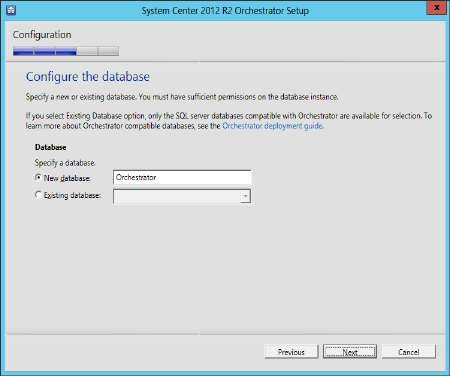 System Center 2012 R2 Orchestrator Setup
x
Configuration
Configure the database
Specify a new or existing database. You must have sufficient permissions on the database instance.
If you select Existing Database option, only the SQL server databases compatible with Orchestrator are available for selection. To
learn more about Orchestrator compatible databases, see the Orchestrator deployment guide.
Database
Specify a database.
New database: Orchestrator
Existing database:
Previous Next Cancel